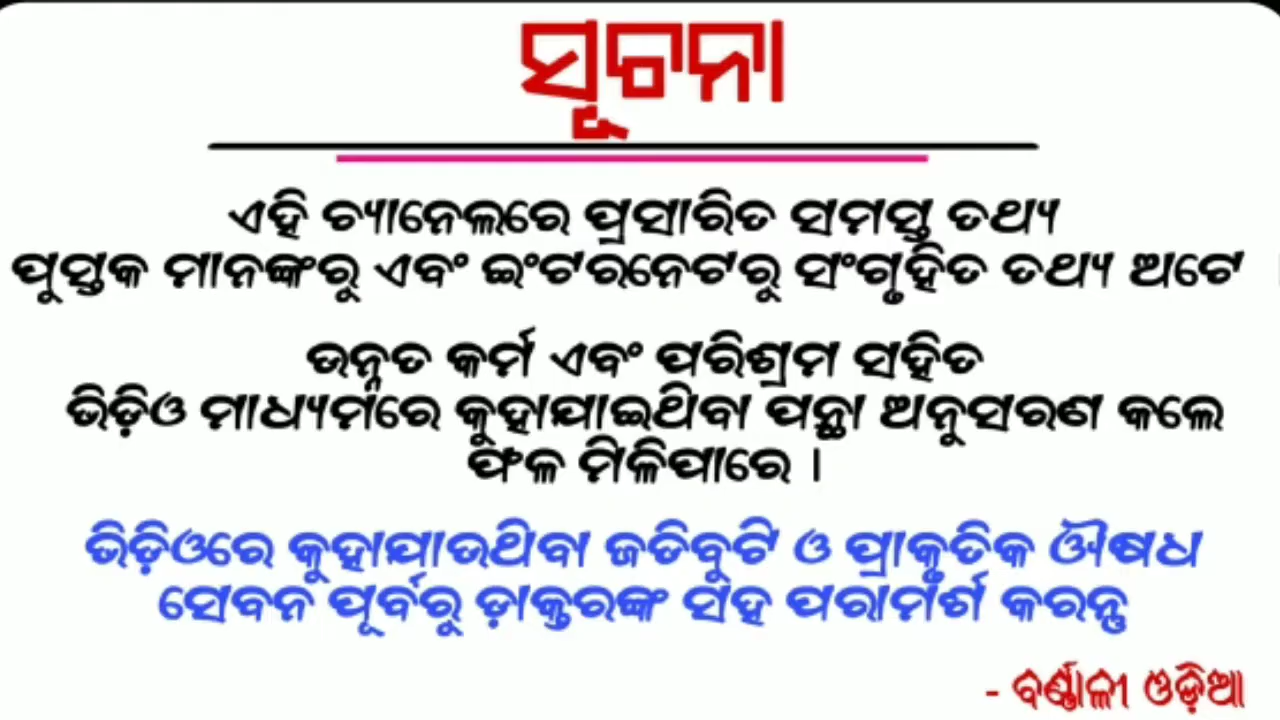 ସୂଚନା
ଏହି ଚ୍ୟାନେଲରେ ପ୍ରସାରିତ ସମସ୍ତ ତଥ୍ୟ
ପୁସ୍ତକ ମାନଙ୍କରୁ ଏବଂ ଇଂଟରନେଟରୁ ସଂଗୃହିତ ତଥ୍ୟ ଅଟେ ।
ଉନ୍ନତ କର୍ମ ଏବଂ ପରିଶ୍ରମ ସହିତ
ଭିଡ଼ିଓ ମାଧ୍ୟମରେ କୁହାଯାଇଥିବା ପନ୍ଥା ଅନୁସରଣ କଲେ
ଫଳ ମିଳିପାରେ ।
ଭିଡ଼ିଓରେ କୁହାଯାଉଥିବା ଜଡିବୁଟି ଓ ପ୍ରାକୃତିକ ଔଷଧ
ସେବନ ପୂର୍ବରୁ ଡ଼ାକ୍ତରଙ୍କ ସହ ପରାମର୍ଶ କରନ୍ତୁ
- ବର୍ଣ୍ଣାଳୀ ଓଡ଼ିଆ